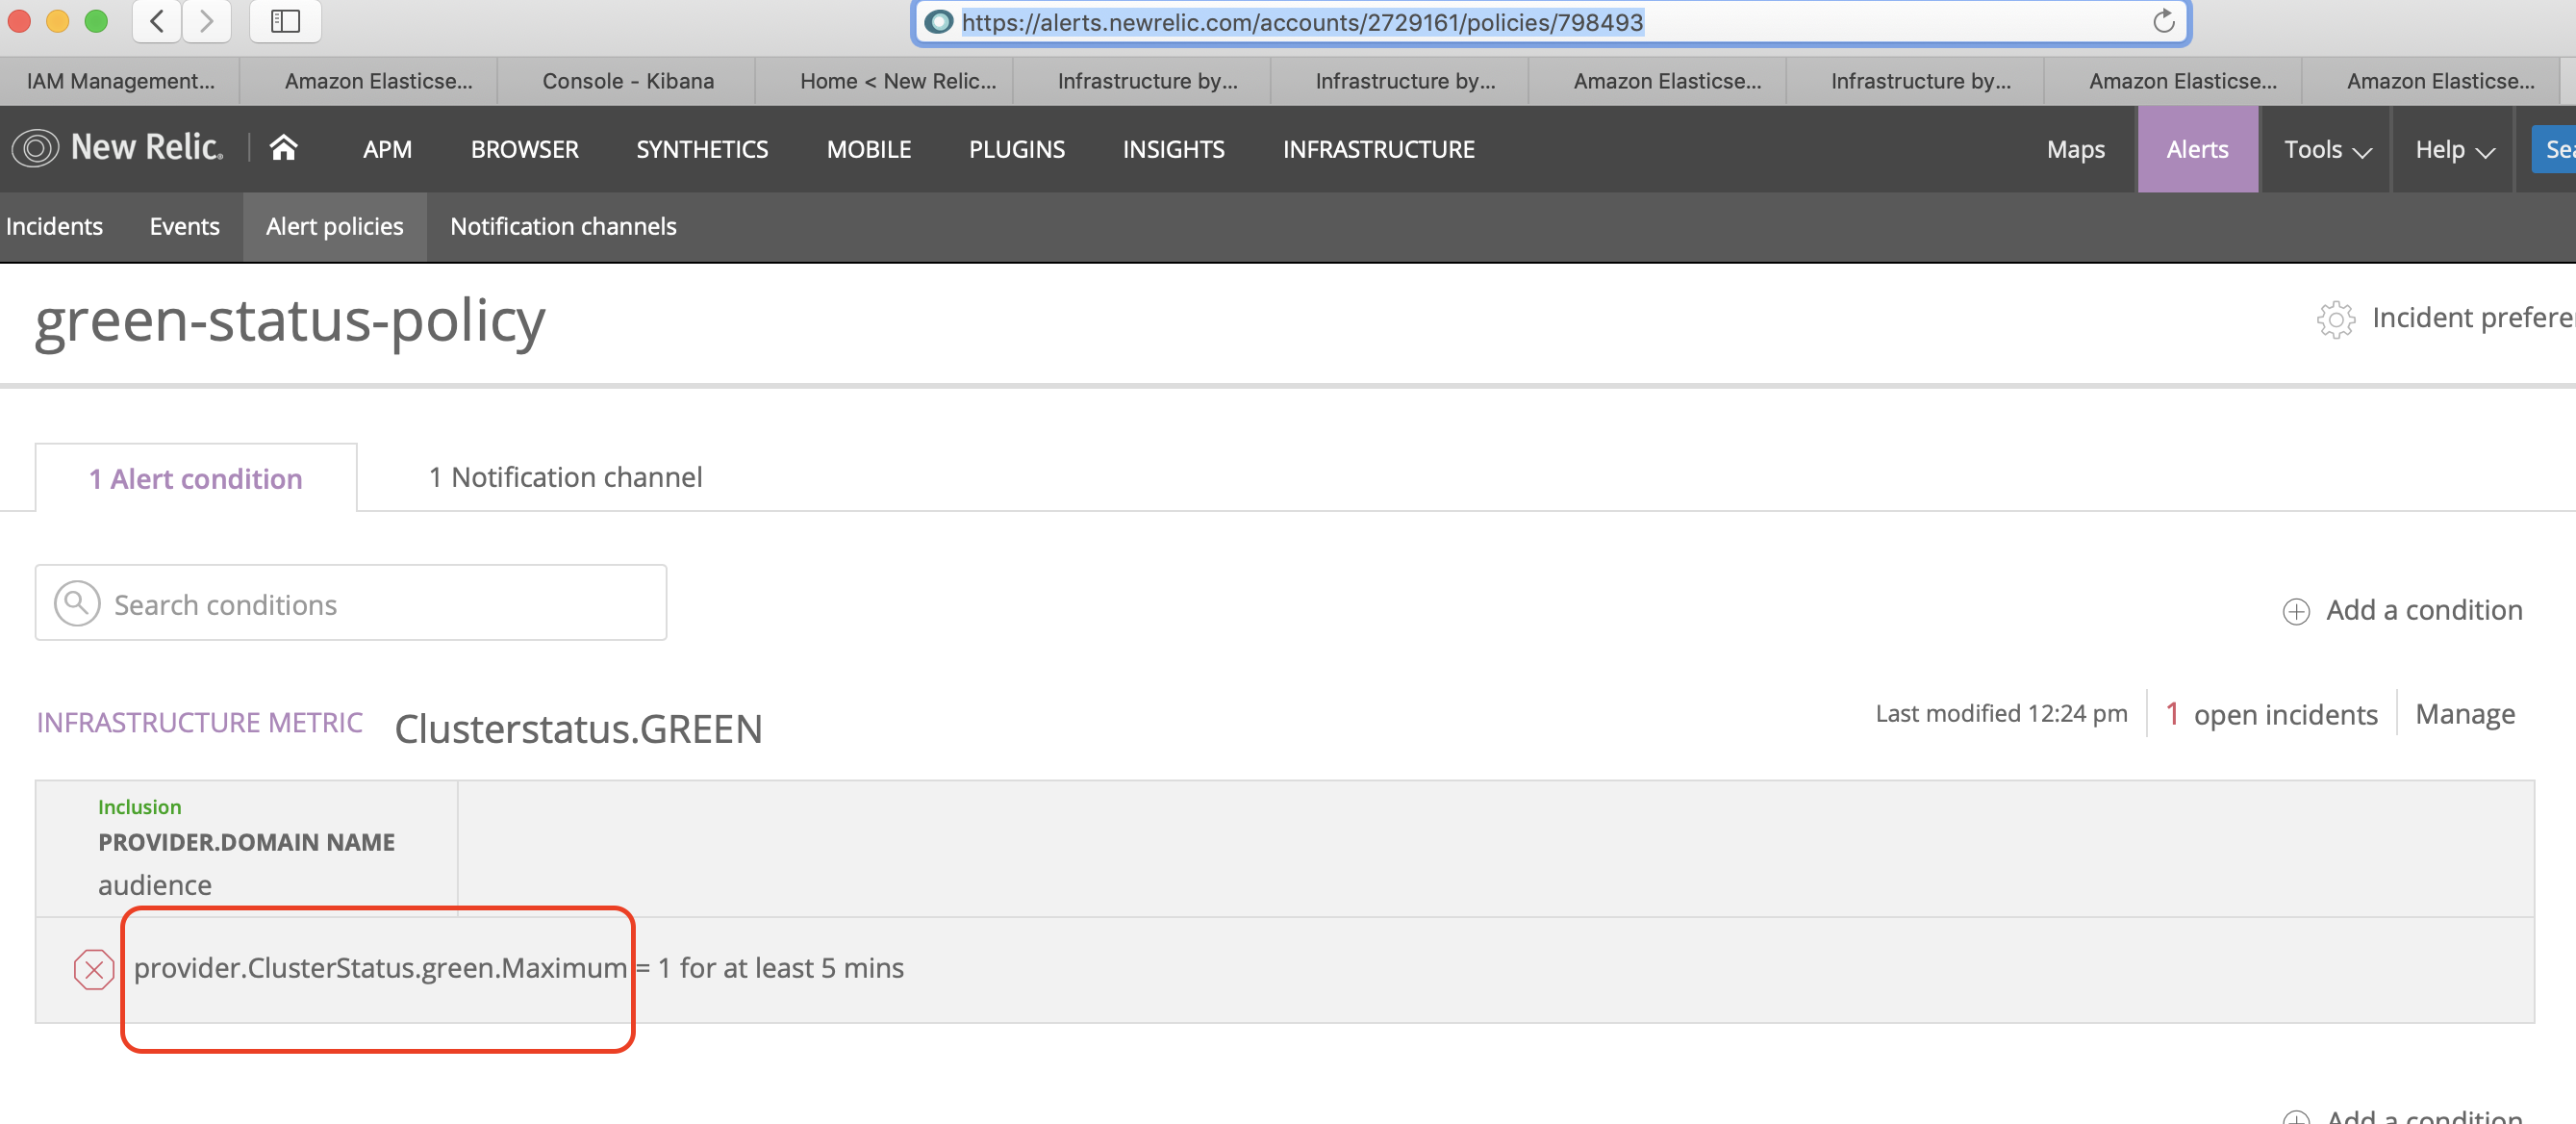 https://alerts.newrelic.com/accounts/2729161/policies/798493
IAM Management... Amazon Elasticse... Console - Kibana Home < New Relic... Infrastructure by... Infrastructure by... Amazon Elasticse... Infrastructure by... Amazon Elasticse... Amazon Elasticse...
New Relic. APM BROWSER SYNTHETICS MOBILE PLUGINS INSIGHTS INFRASTRUCTURE Maps Alerts Tools Help Sea
Incidents Events Alert policies Notification channels
green-status-policy Incident prefere
1 Alert condition 1 Notification channel
Search conditions Add a condition
INFRASTRUCTURE METRIC Clusterstatus.GREEN Last modified 12:24 pm 1 open incidents Manage
Inclusion
PROVIDER.DOMAIN NAME
audience
provider.ClusterStatus.green.Maximum = 1 for at least 5 mins
Add a condition